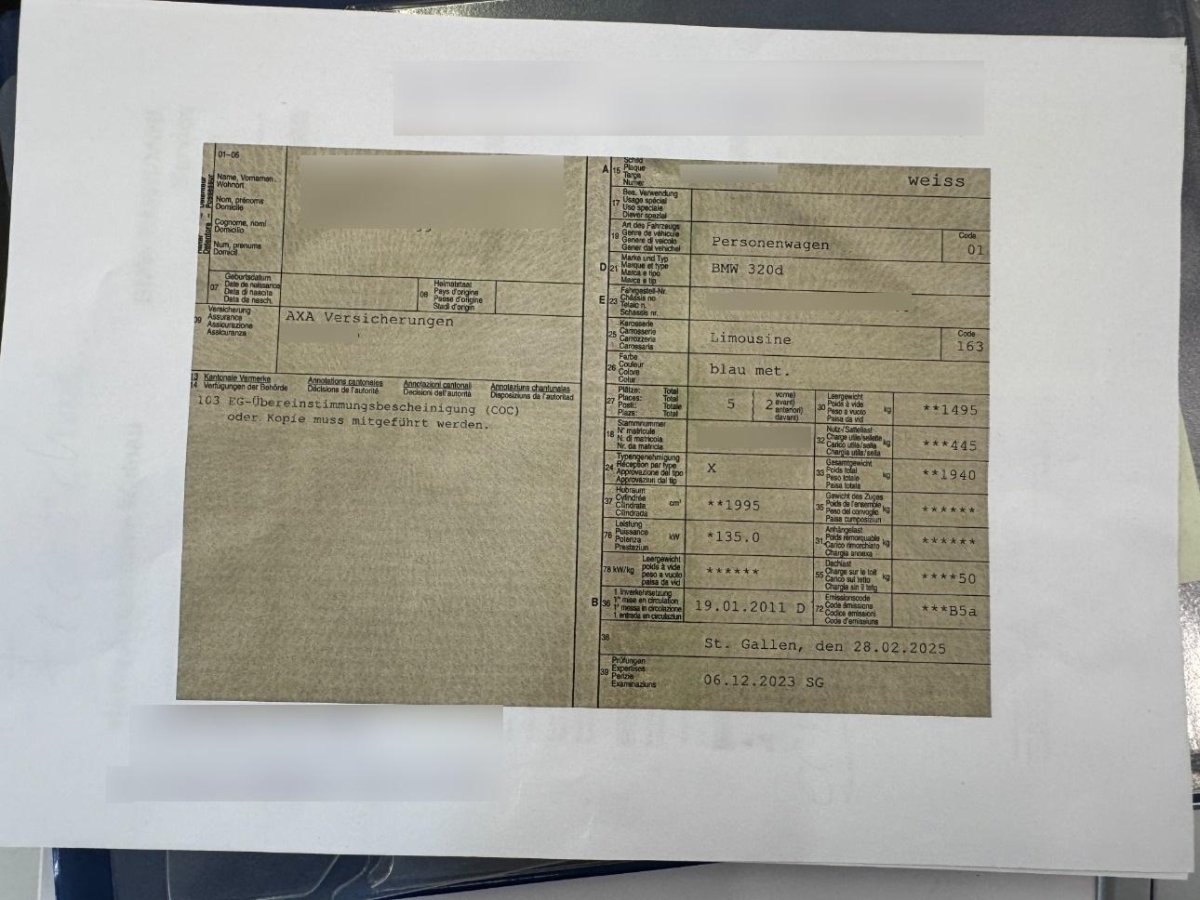 01-06
Name, Vornamen
Wohnort
Nom, prénoms
Domicile
Cognome, nomi
Domicilio
Num, prenums
Domicil
07
Geburtsdatum
Date de naissance
Data di nascita
Data da nasch.
08
Heimatstaat
Pays d'origine
Paese d'origine
Stadi d'origin
09
Versicherung
Assurance
Assicurazione
Assicuranza
AXA Versicherungen
13 Kantonale Vermerke Annotations cantonales Annotazioni cantonali Annotaziuns chantunalas
14 Verfügungen der Behörde Décisions de l'autorité Decisioni dell'autorità Disposiziuns da l'autoritad
103 EG-Übereinstimmungsbescheinigung (COC)
oder Kopie muss mitgeführt werden.
A 15
Schild
Plaque
Targa
Numer
weiss
17
Bes. Verwendung
Usage spécial
Uso speciale
Diever spezial
19
Art des Fahrzeugs
Genre de véhicule
Genere di veicolo
Gener dal vehichel
Personenwagen
Code
01
D 21
Marke und Typ
Marque et type
Marca e tipo
Marca e tip
BMW 320d
E 23
Fahrgestell-Nr.
Châssis no
Telaio n.
Schassis nr.
25
Karosserie
Carrosserie
Carrozzeria
Carossaria
Limousine
Code
163
26
Farbe
Couleur
Colore
Colur
blau met.
27
Plätze: Total
Places: Total
Posti: Totale
Plazs: Total
5
2
vorne)
avant)
anteriori)
davant)
30
Leergewicht
Poids à vide
Peso a vuoto
Paisa da vid
kg
**1495
18
Stammnummer
N° matricule
N. di matricola
Nr. da matricla
32
Nutz-/Sattellast
Charge utile/sellette
Carico utile/sella
Chargia utila/sella
kg
***445
24
Typengenehmigung
Réception par type
Approvazione del tipo
Approvaziun dal tip
X
33
Gesamtgewicht
Poids total
Peso totale
Paisa totala
kg
**1940
37
Hubraum
Cylindrée
Cilindrata
Cilindrada
cm³
**1995
35
Gewicht des Zuges
Poids de l'ensemble
Peso del convoglio
Paisa cumposiziun
kg
******
76
Leistung
Puissance
Potenza
Prestaziun
kW
*135.0
31
Anhängelast
Poids remorquable
Carico rimorchiato
Chargia annexa
kg
******
78 kW/kg
Leergewicht
poids à vide
peso a vuoto
paisa da vid
******
55
Dachlast
Charge sur le toit
Carico sul tetto
Chargia sin il tetg
kg
****50
B 36
1. Inverkehrsetzung
1re mise en circulation
1a messa in circolazione
1. entrada en circulaziun
19.01.2011 D
72
Emissionscode
Code émissions
Codice emissioni
Code d'emissiuns
***B5a
38
St. Gallen, den 28.02.2025
39
Prüfungen
Expertises
Perizie
Examinaziuns
06.12.2023 SG